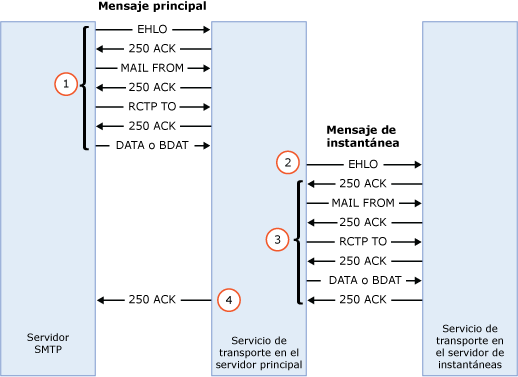 Mensaje principal
EHLO
250 ACK
MAIL FROM
250 ACK
1
RCTP TO
250 ACK
DATA o BDAT
Mensaje de
instantánea
2
EHLO
250 ACK
MAIL FROM
250 ACK
3
RCTP TO
250 ACK
DATA o BDAT
250 ACK
4
250 ACK
Servidor
SMTP
Servicio de
transporte en el
servidor principal
Servicio de
transporte en
el servidor de
instantáneas